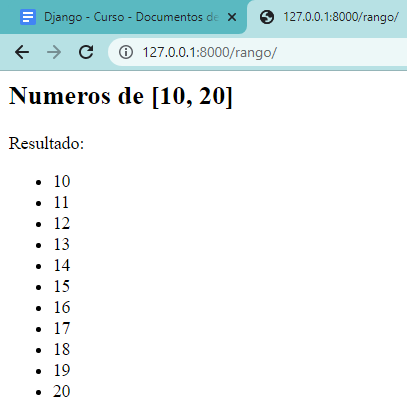 Django - Curso - Documentos de
127.0.0.1:8000/rango/
127.0.0.1:8000/rango/
Numeros de [10, 20]
Resultado:
10
11
12
13
14
15
16
17
18
19
20